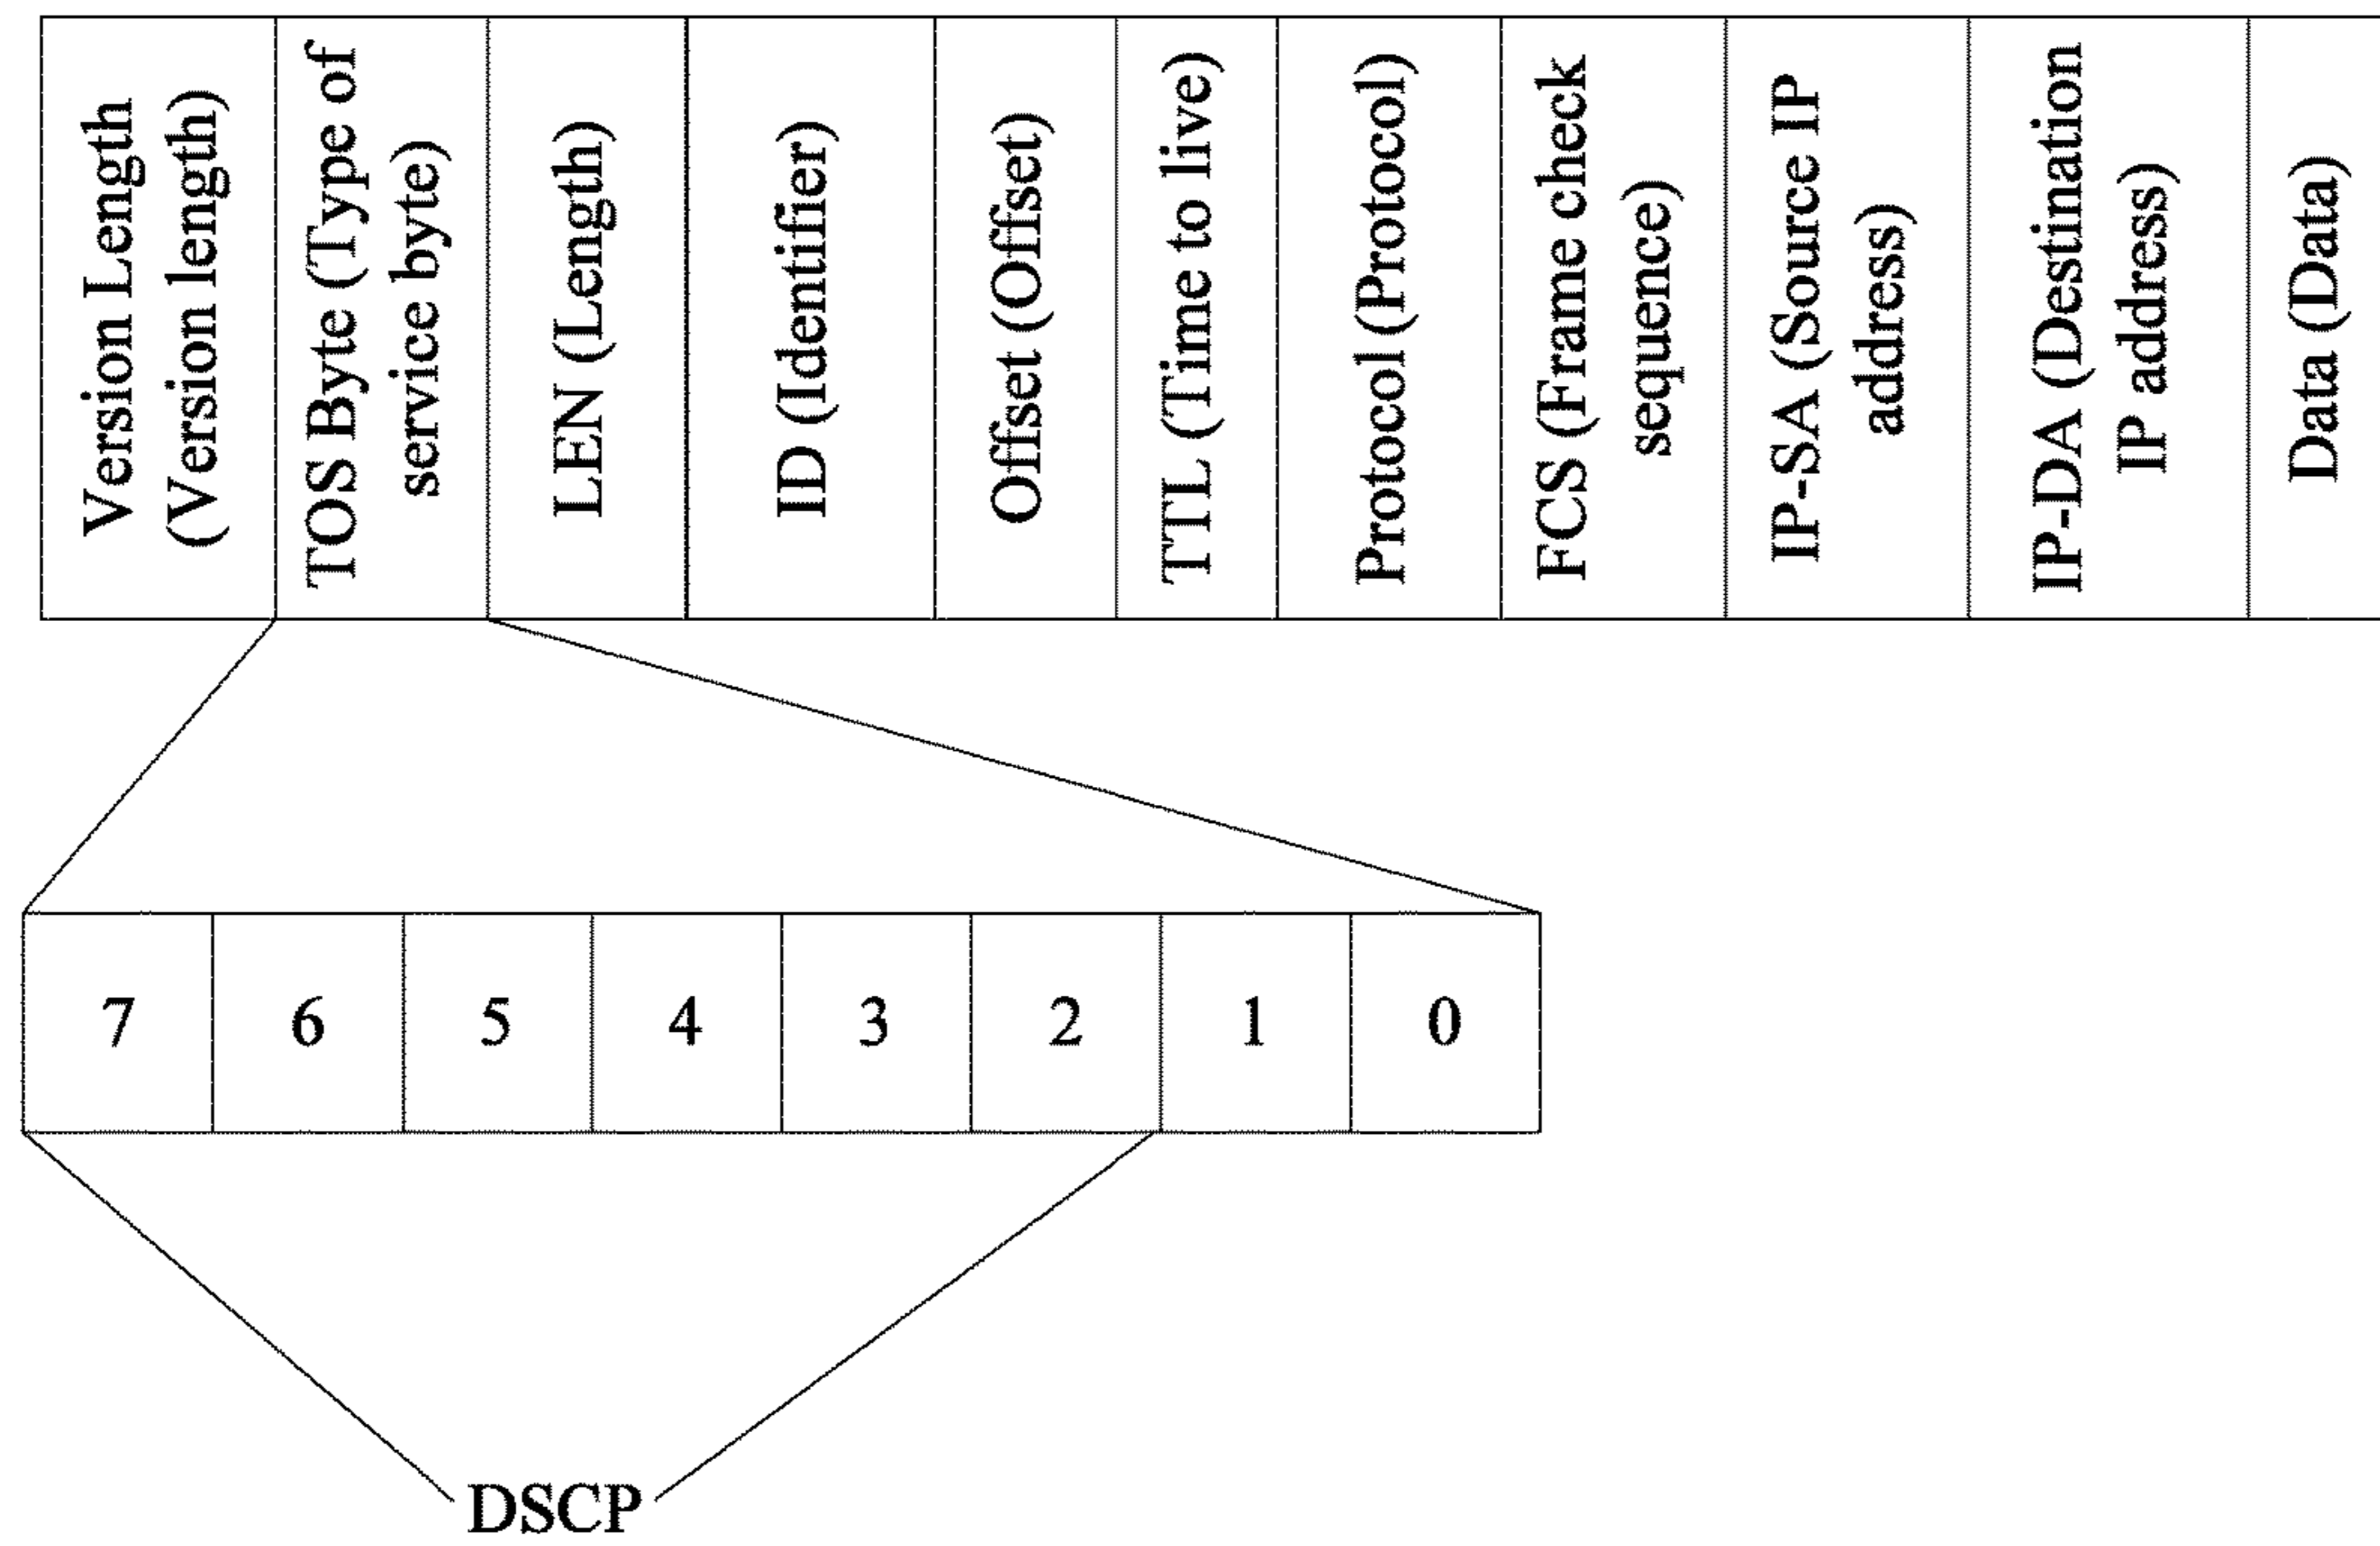 Version Length
(Version length)
TOS Byte (Type of
service byte)
LEN (Length)
ID (Identifier)
Offset (Offset)
TTL (Time to live)
Protocol (Protocol)
FCS (Frame check
sequence)
IP-SA (Source IP
address)
IP-DA (Destination
IP address)
Data (Data)
7 6 5 4 3 2 1 0
DSCP